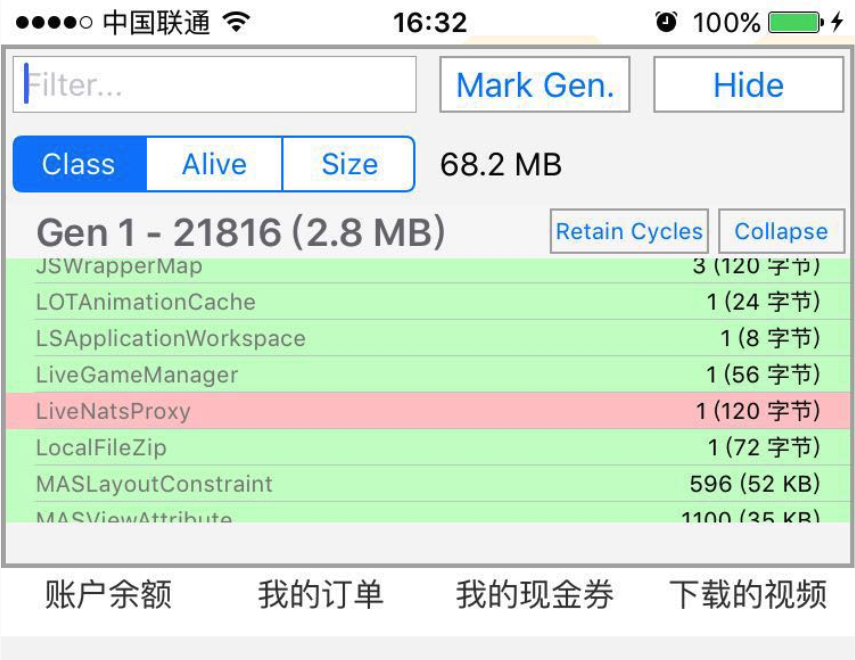 中国联通 16:32 100%
Filter... Mark Gen. Hide
Class Alive Size 68.2 MB
Gen 1 - 21816 (2.8 MB) Retain Cycles Collapse
JSWrapperMap 3 (120 字节)
LOTAnimationCache 1 (24 字节)
LSApplicationWorkspace 1 (8 字节)
LiveGameManager 1 (56 字节)
LiveNatsProxy 1 (120 字节)
LocalFileZip 1 (72 字节)
MASLayoutConstraint 596 (52 KB)
MASViewAttribute 1100 (35 KB)
账户余额 我的订单 我的现金券 下载的视频